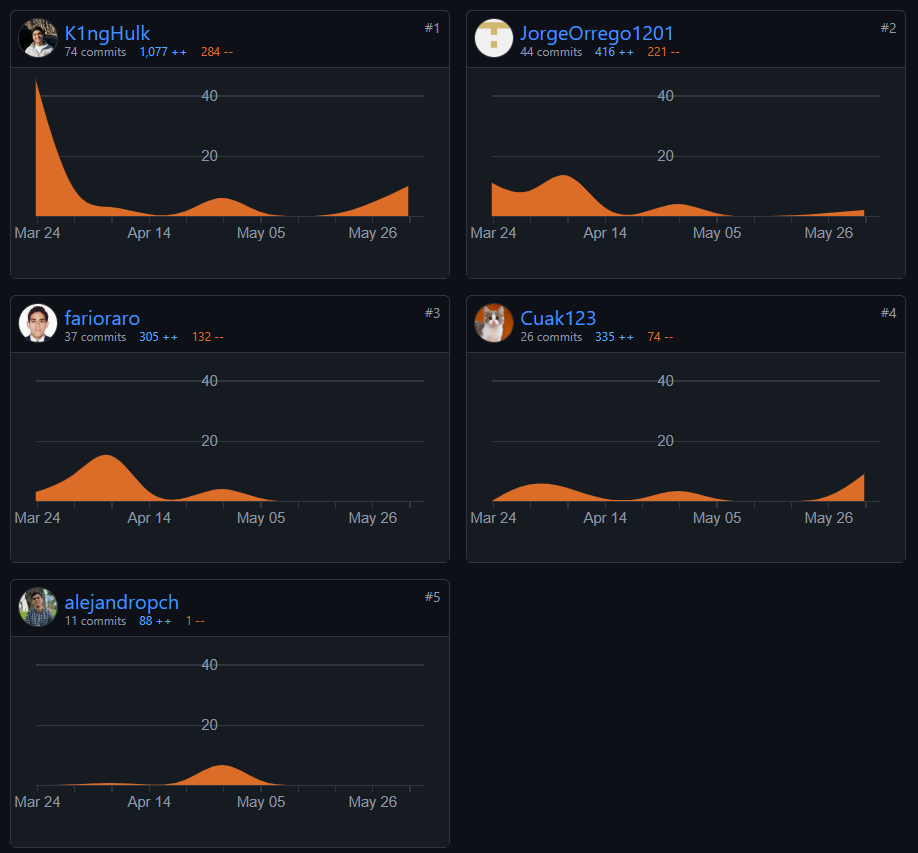 K1ngHulk #1
74 commits 1,077 ++ 284 --
40
20
Mar 24 Apr 14 May 05 May 26
JorgeOrrego1201 #2
44 commits 416 ++ 221 --
40
20
Mar 24 Apr 14 May 05 May 26
farioraro #3
37 commits 305 ++ 132 --
40
20
Mar 24 Apr 14 May 05 May 26
Cuak123 #4
26 commits 335 ++ 74 --
40
20
Mar 24 Apr 14 May 05 May 26
alejandropch #5
11 commits 88 ++ 1 --
40
20
Mar 24 Apr 14 May 05 May 26